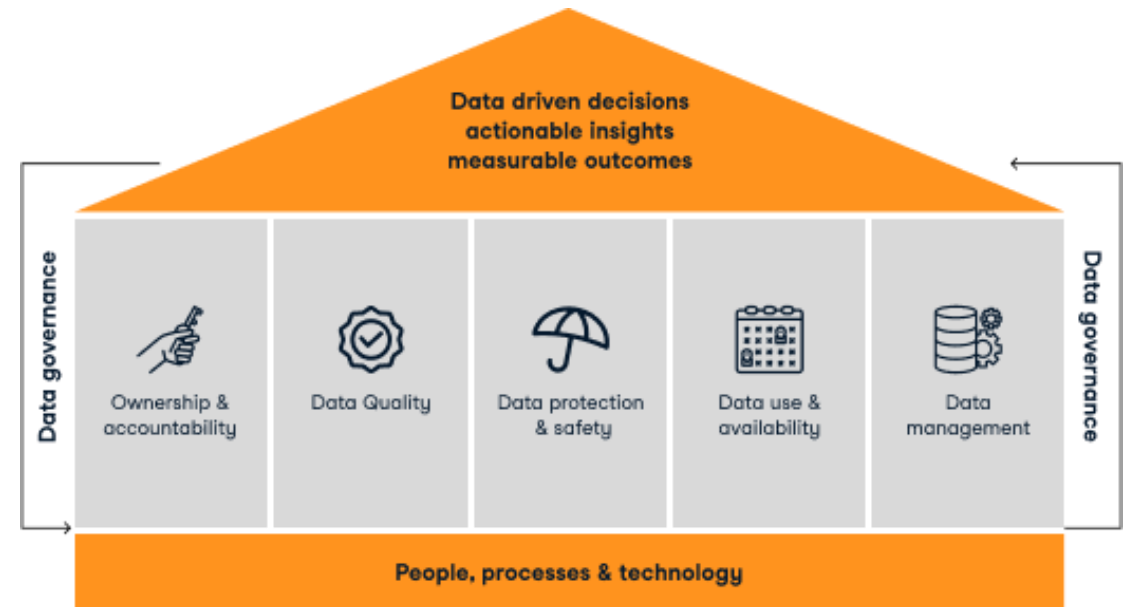 Data driven decisions
actionable insights
measurable outcomes
Data governance
Ownership &
accountability
Data Quality
Data protection
& safety
Data use &
availability
Data
management
Data governance
People, processes & technology